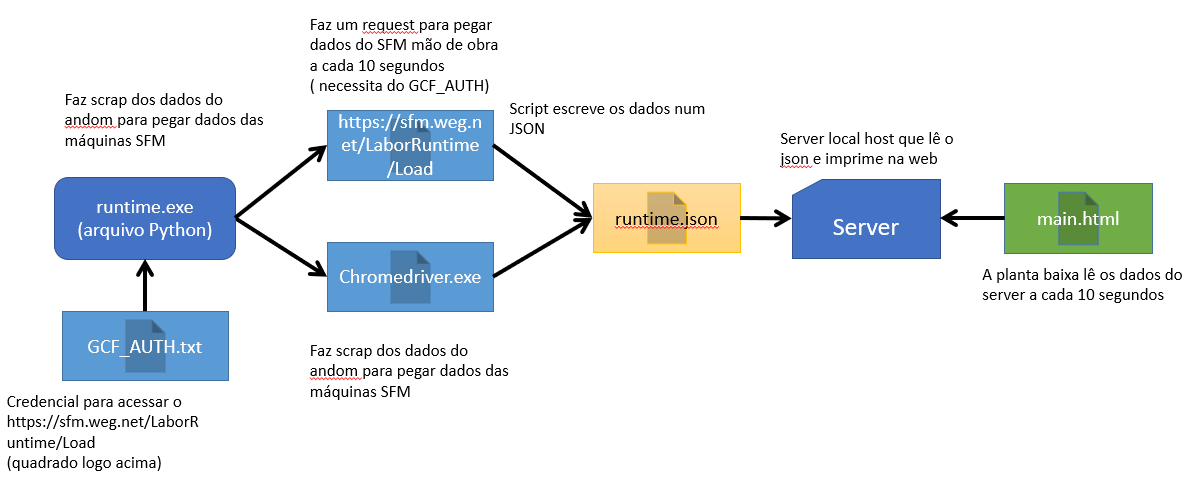 Faz scrap dos dados do
andom para pegar dados das
máquinas SFM
runtime.exe
(arquivo Python)
GCF_AUTH.txt
Credencial para acessar o
https://sfm.weg.net/LaborR
untime/Load
(quadrado logo acima)
Faz um request para pegar
dados do SFM mão de obra
a cada 10 segundos
( necessita do GCF_AUTH)
https://sfm.weg.n
et/LaborRuntime
/Load
Chromedriver.exe
Faz scrap dos dados do
andom para pegar dados das
máquinas SFM
Script escreve os dados num
JSON
runtime.json
Server local host que lê o
json e imprime na web
Server
main.html
A planta baixa lê os dados do
server a cada 10 segundos